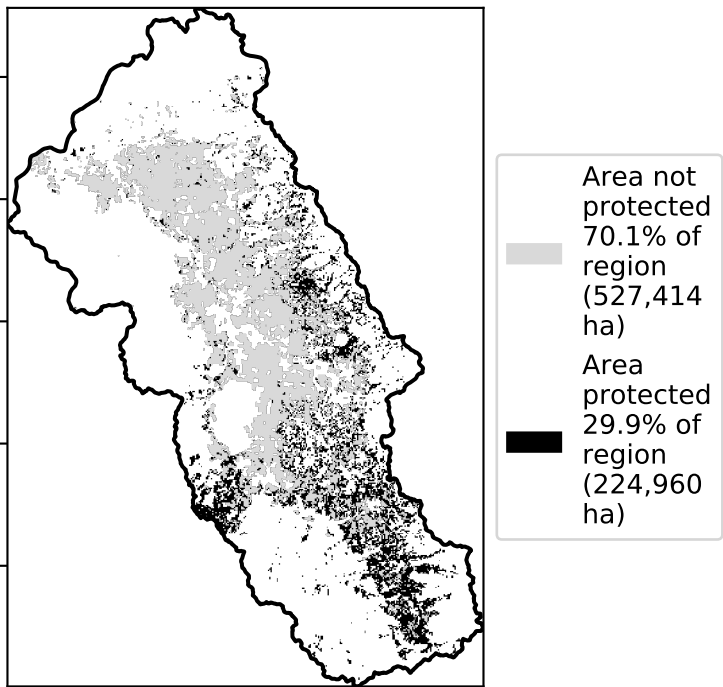 Area not
protected
70.1% of
region
(527,414
ha)
Area
protected
29.9% of
region
(224,960
ha)